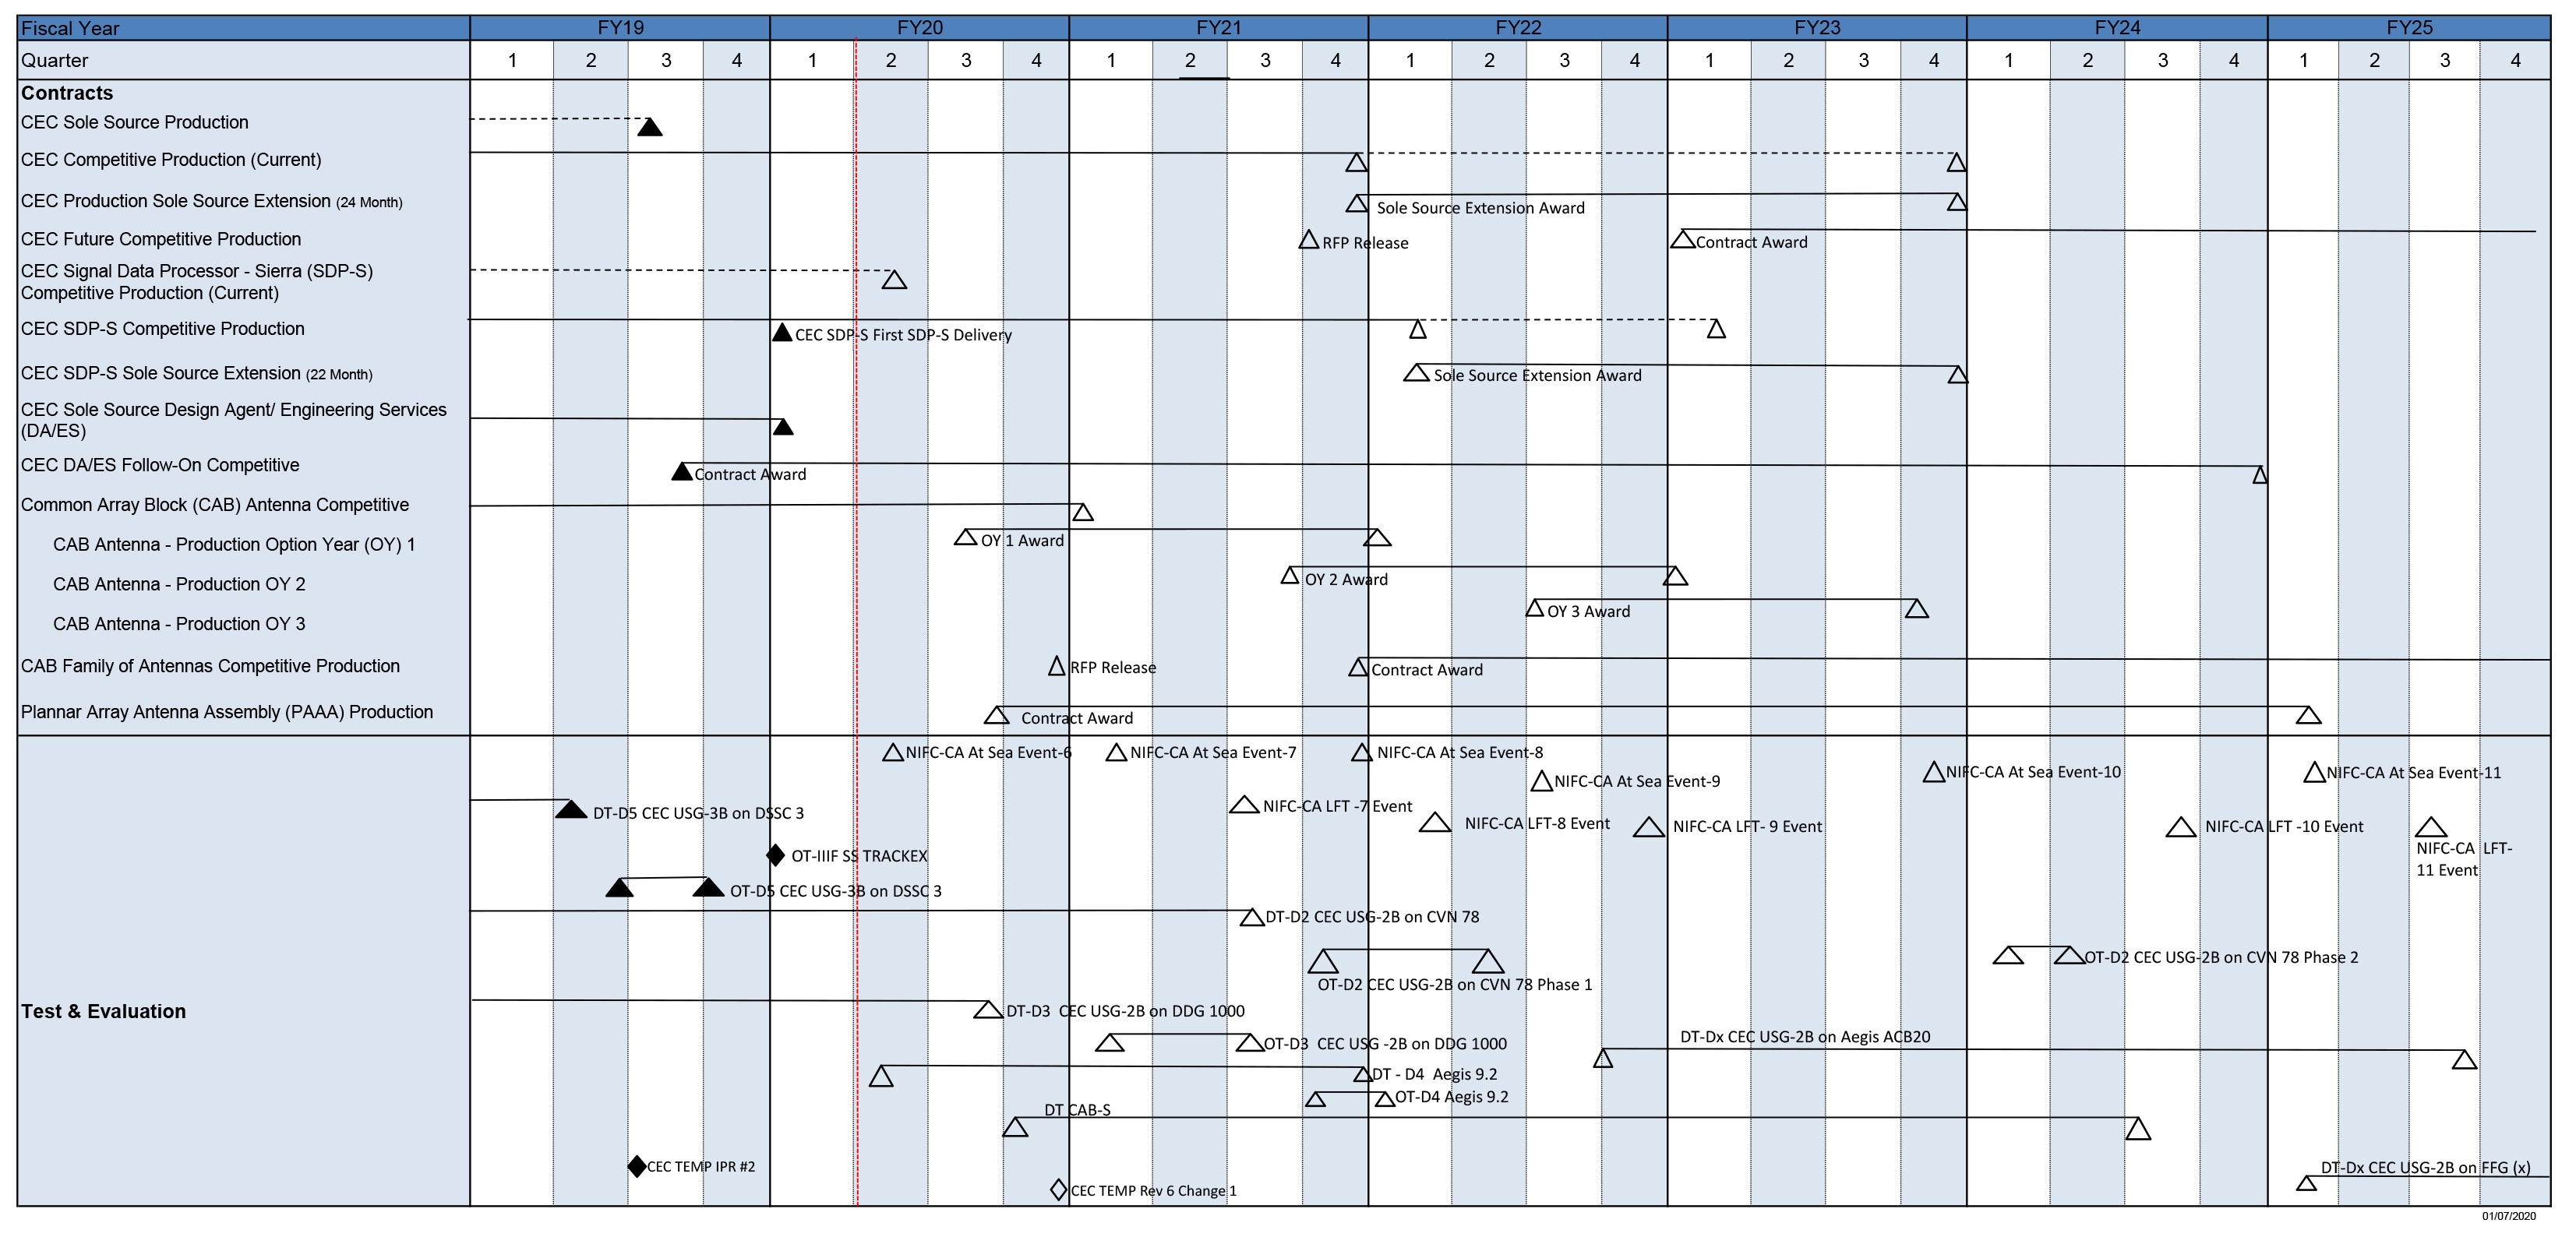 Fiscal Year FY19 FY20 FY21 FY22 FY23 FY24 FY25
Quarter 1 2 3 4 1 2 3 4 1 2 3 4 1 2 3 4 1 2 3 4 1 2 3 4 1 2 3 4
Contracts
CEC Sole Source Production
CEC Competitive Production (Current)
CEC Production Sole Source Extension (24 Month) Sole Source Extension Award
CEC Future Competitive Production RFP Release Contract Award
CEC Signal Data Processor - Sierra (SDP-S)
Competitive Production (Current)
CEC SDP-S Competitive Production CEC SDP-S First SDP-S Delivery
CEC SDP-S Sole Source Extension (22 Month) Sole Source Extension Award
CEC Sole Source Design Agent/ Engineering Services
(DA/ES)
CEC DA/ES Follow-On Competitive Contract Award
Common Array Block (CAB) Antenna Competitive
CAB Antenna - Production Option Year (OY) 1 OY 1 Award
CAB Antenna - Production OY 2 OY 2 Award
CAB Antenna - Production OY 3 OY 3 Award
CAB Family of Antennas Competitive Production RFP Release Contract Award
Plannar Array Antenna Assembly (PAAA) Production Contract Award
Test & Evaluation
NIFC-CA At Sea Event-6 NIFC-CA At Sea Event-7 NIFC-CA At Sea Event-8
NIFC-CA At Sea Event-9 NIFC-CA At Sea Event-10 NIFC-CA At Sea Event-11
DT-D5 CEC USG-3B on DSSC 3 NIFC-CA LFT -7 Event
NIFC-CA LFT-8 Event NIFC-CA LFT- 9 Event NIFC-CA LFT -10 Event
NIFC-CA LFT-
11 Event
OT-IIIF SS TRACKEX
OT-D5 CEC USG-3B on DSSC 3
DT-D2 CEC USG-2B on CVN 78
OT-D2 CEC USG-2B on CVN 78 Phase 2
OT-D2 CEC USG-2B on CVN 78 Phase 1
DT-D3 CEC USG-2B on DDG 1000
OT-D3 CEC USG -2B on DDG 1000 DT-Dx CEC USG-2B on Aegis ACB20
DT - D4 Aegis 9.2
OT-D4 Aegis 9.2
DT CAB-S
CEC TEMP IPR #2 DT-Dx CEC USG-2B on FFG (x)
CEC TEMP Rev 6 Change 1
01/07/2020